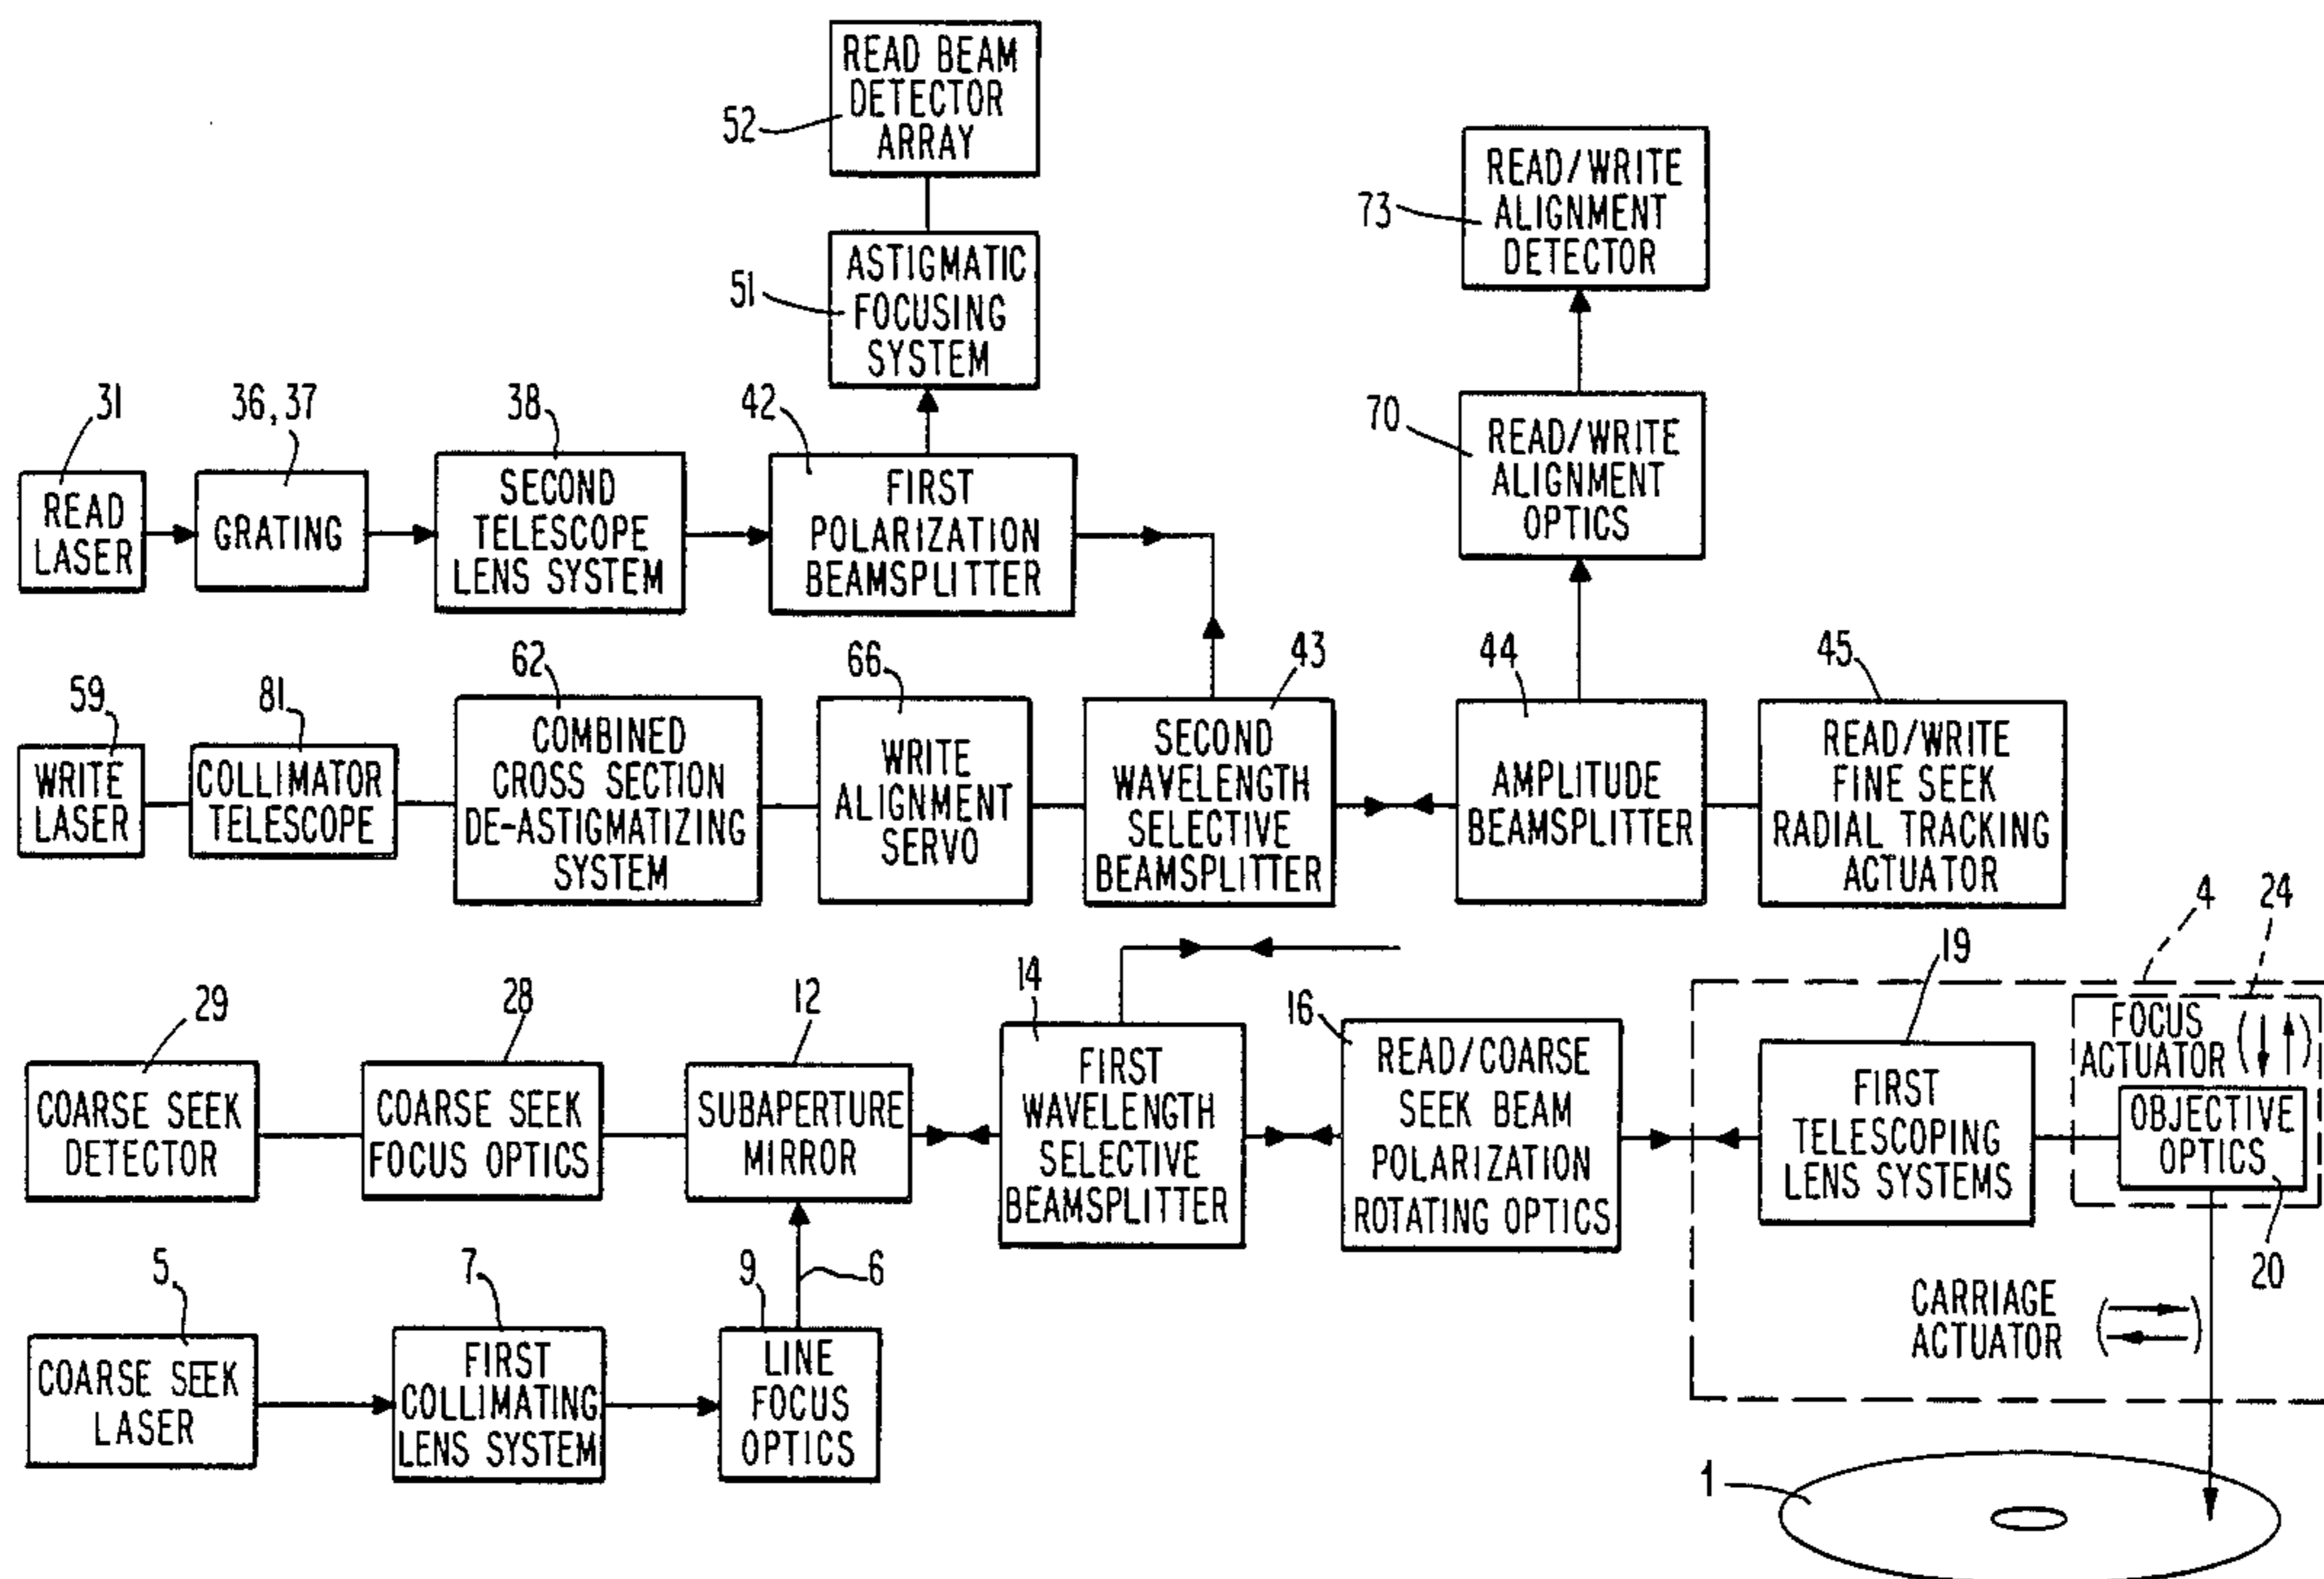 READ BEAM
DETECTOR
ARRAY
52
READ/WRITE
ALIGNMENT
DETECTOR
73
ASTIGMATIC
FOCUSING
SYSTEM
51
31
36, 37
38
42
70
READ/WRITE
ALIGNMENT
OPTICS
READ
LASER
GRATING
SECOND
TELESCOPE
LENS SYSTEM
FIRST
POLARIZATION
BEAMSPLITTER
59
81
62
66
43
44
45
WRITE
LASER
COLLIMATOR
TELESCOPE
COMBINED
CROSS SECTION
DE-ASTIGMATIZING
SYSTEM
WRITE
ALIGNMENT
SERVO
SECOND
WAVELENGTH
SELECTIVE
BEAMSPLITTER
AMPLITUDE
BEAMSPLITTER
READ/WRITE
FINE SEEK
RADIAL TRACKING
ACTUATOR
4
24
29
28
12
14
16
19
COARSE SEEK
DETECTOR
COARSE SEEK
FOCUS OPTICS
SUBAPERTURE
MIRROR
FIRST
WAVELENGTH
SELECTIVE
BEAMSPLITTER
READ/COARSE
SEEK BEAM
POLARIZATION
ROTATING OPTICS
FIRST
TELESCOPING
LENS SYSTEMS
FOCUS
ACTUATOR
OBJECTIVE
OPTICS
20
5
7
9
6
COARSE SEEK
LASER
FIRST
COLLIMATING
LENS SYSTEM
LINE
FOCUS
OPTICS
CARRIAGE
ACTUATOR
1